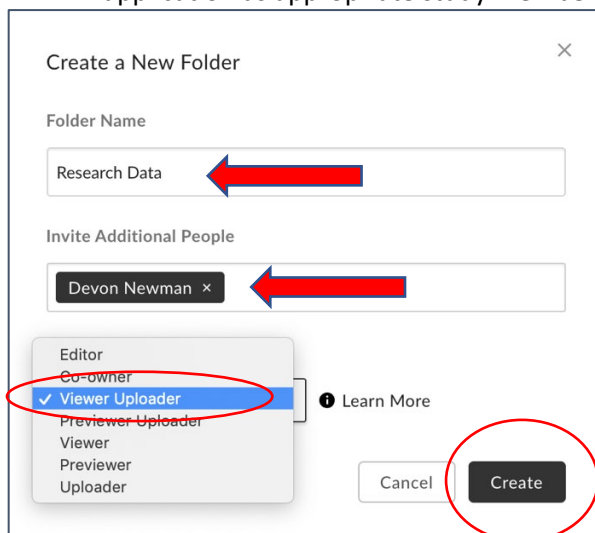 Create a New Folder ×
Folder Name
Research Data
Invite Additional People
Devon Newman ×
Editor
Co-owner
✓ Viewer Uploader
Previewer Uploader
Viewer
Previewer
Uploader
Learn More
Cancel
Create